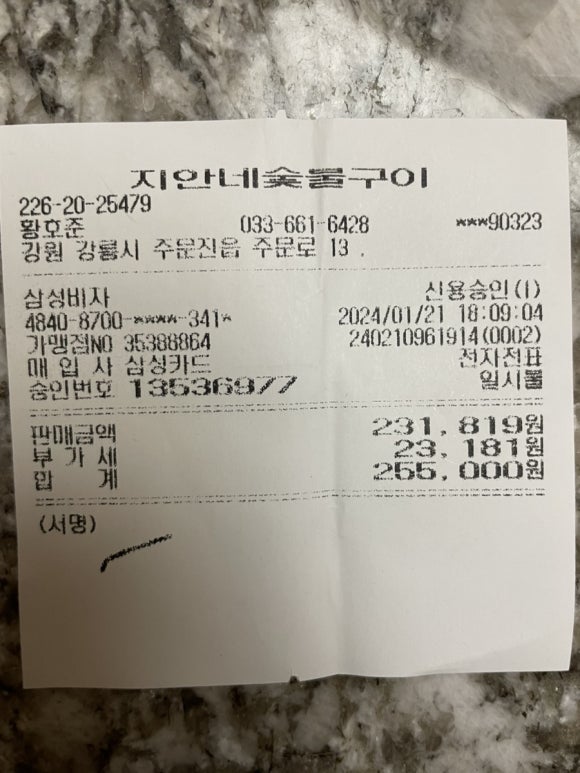 지안네숯불구이
226-20-25479
황호준 033-661-6428 ***90323
강원 강릉시 주문진읍 주문로 13 .
삼성비자 신용승인(I)
4840-8700-****-341* 2024/01/21 18:09:04
가맹점NO 35388864 240210961914(0002)
매 입 사 삼성카드 전자전표
승인번호 13536977 일시불
판매금액 231,819원
부 가 세 23,181원
합 계 255,000원
(서명)